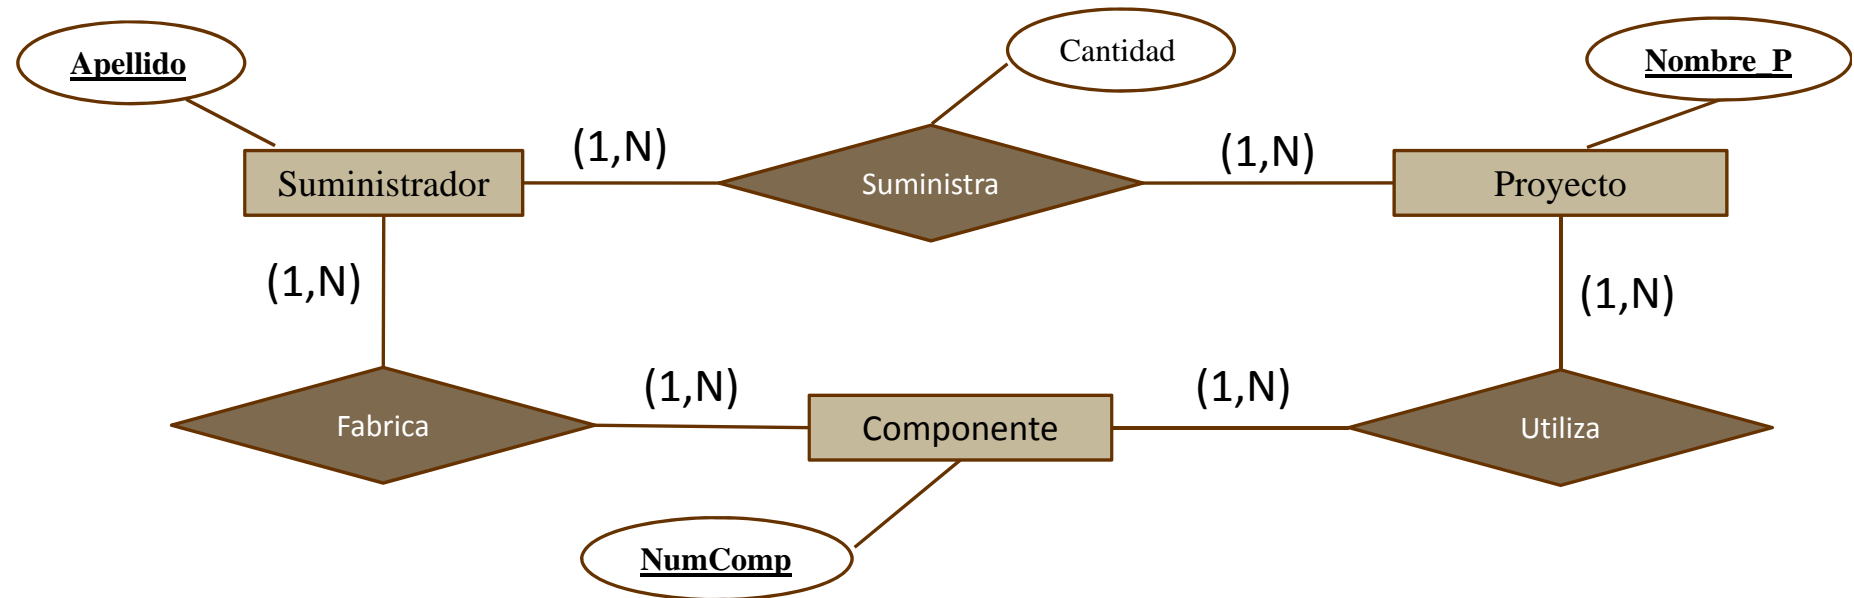 Apellido
Cantidad
Nombre_P
(1,N)
(1,N)
Suministrador
Suministra
Proyecto
(1,N)
(1,N)
(1,N)
(1,N)
Fabrica
Componente
Utiliza
NumComp